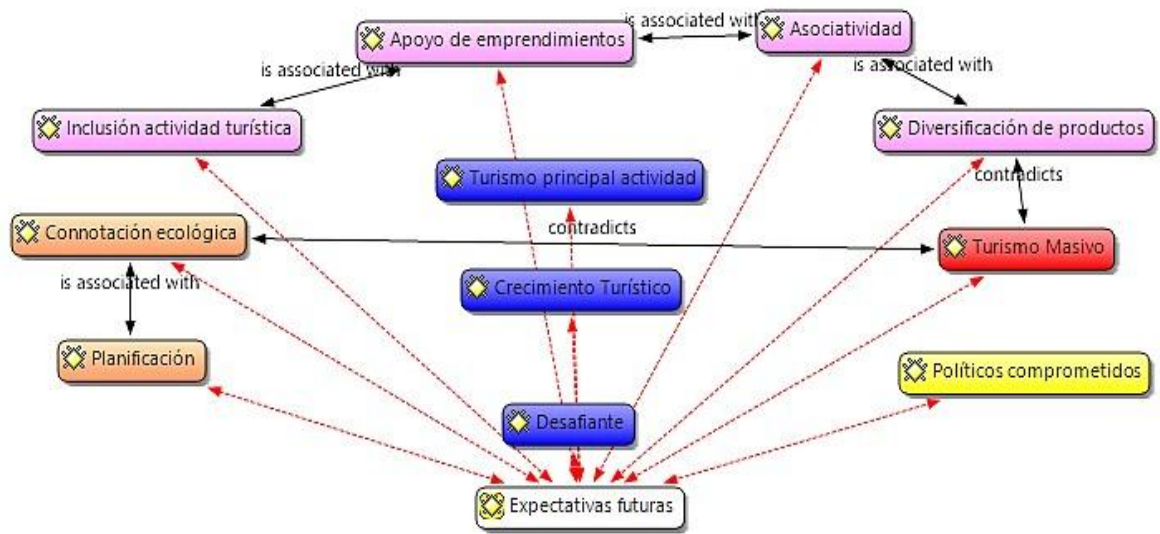 is associated with
Apoyo de emprendimientos
Asociatividad
is associated with
is associated with
Inclusión actividad turística
Diversificación de productos
Turismo principal actividad
contradicts
Connotación ecológica
contradicts
Turismo Masivo
is associated with
Crecimiento Turístico
Planificación
Políticos comprometidos
Desafiante
Expectativas futuras